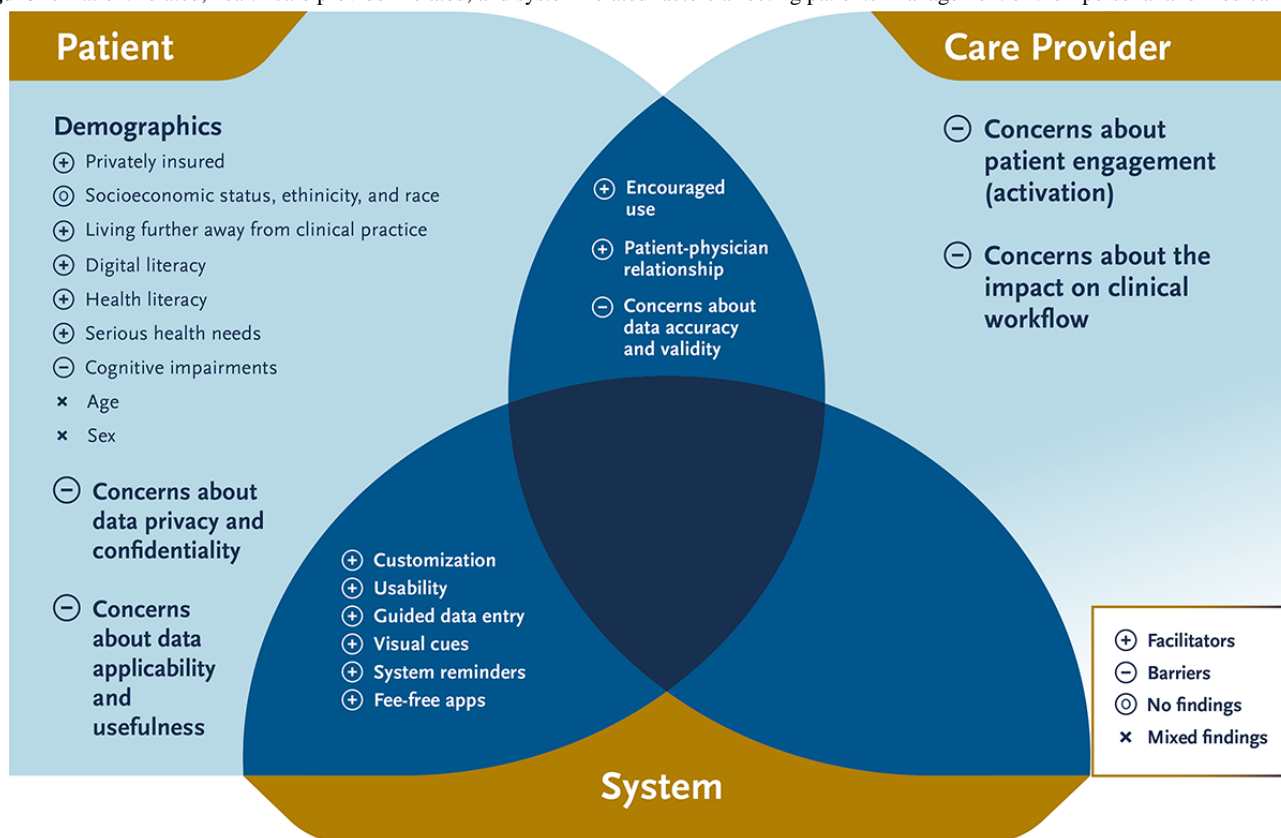 Patient
Demographics
⊕ Privately insured
◎ Socioeconomic status, ethinicity, and race
⊕ Living further away from clinical practice
⊕ Digital literacy
⊕ Health literacy
⊕ Serious health needs
⊖ Cognitive impairments
× Age
× Sex
⊖ Concerns about
data privacy and
confidentiality
⊖ Concerns
about data
applicability
and
usefulness
⊕ Encouraged
use
⊕ Patient-physician
relationship
⊖ Concerns about
data accuracy
and validity
Care Provider
⊖ Concerns about
patient engagement
(activation)
⊖ Concerns about the
impact on clinical
workflow
⊕ Customization
⊕ Usability
⊕ Guided data entry
⊕ Visual cues
⊕ System reminders
⊕ Fee-free apps
System
⊕ Facilitators
⊖ Barriers
◎ No findings
× Mixed findings